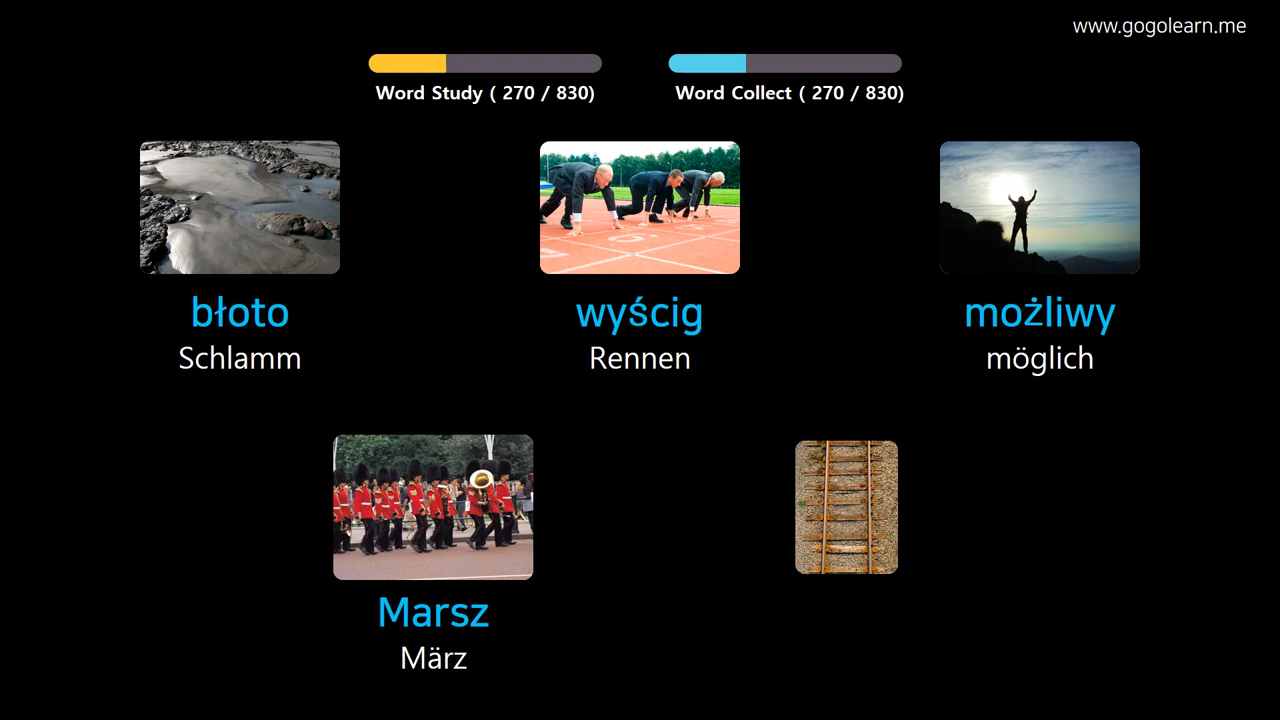 www.gogolearn.me
Word Study ( 270 / 830)
Word Collect ( 270 / 830)
błoto
Schlamm
wyścig
Rennen
możliwy
möglich
Marsz
März